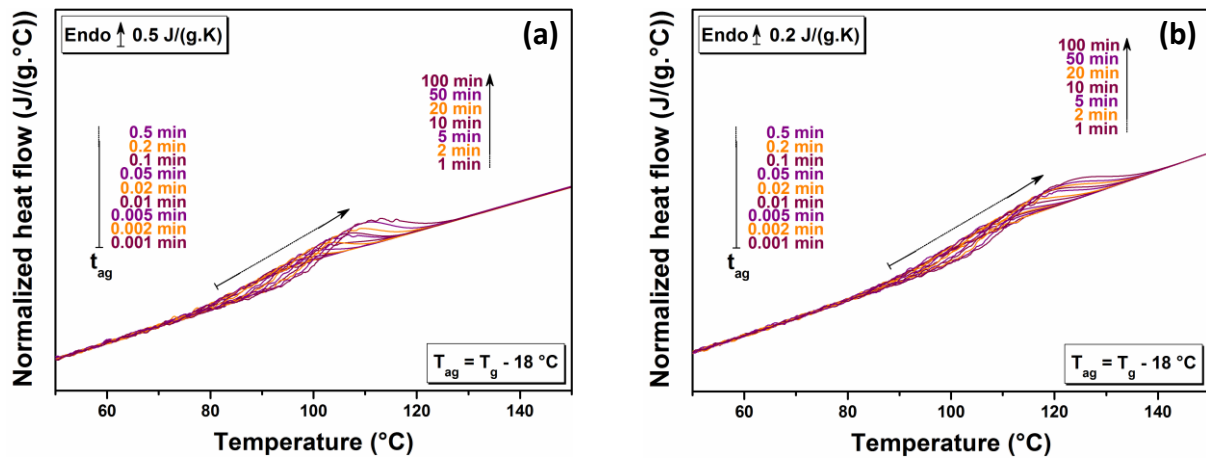 Normalized heat flow (J/(g.°C))
Endo 0.5 J/(g.K)
(a)
100 min
50 min
20 min
10 min
5 min
2 min
1 min
0.5 min
0.2 min
0.1 min
0.05 min
0.02 min
0.01 min
0.005 min
0.002 min
0.001 min
tag
Tag = Tg - 18 °C
60 80 100 120 140
Temperature (°C)
Normalized heat flow (J/(g.°C))
Endo 0.2 J/(g.K)
(b)
100 min
50 min
20 min
10 min
5 min
2 min
1 min
0.5 min
0.2 min
0.1 min
0.05 min
0.02 min
0.01 min
0.005 min
0.002 min
0.001 min
tag
Tag = Tg - 18 °C
60 80 100 120 140
Temperature (°C)